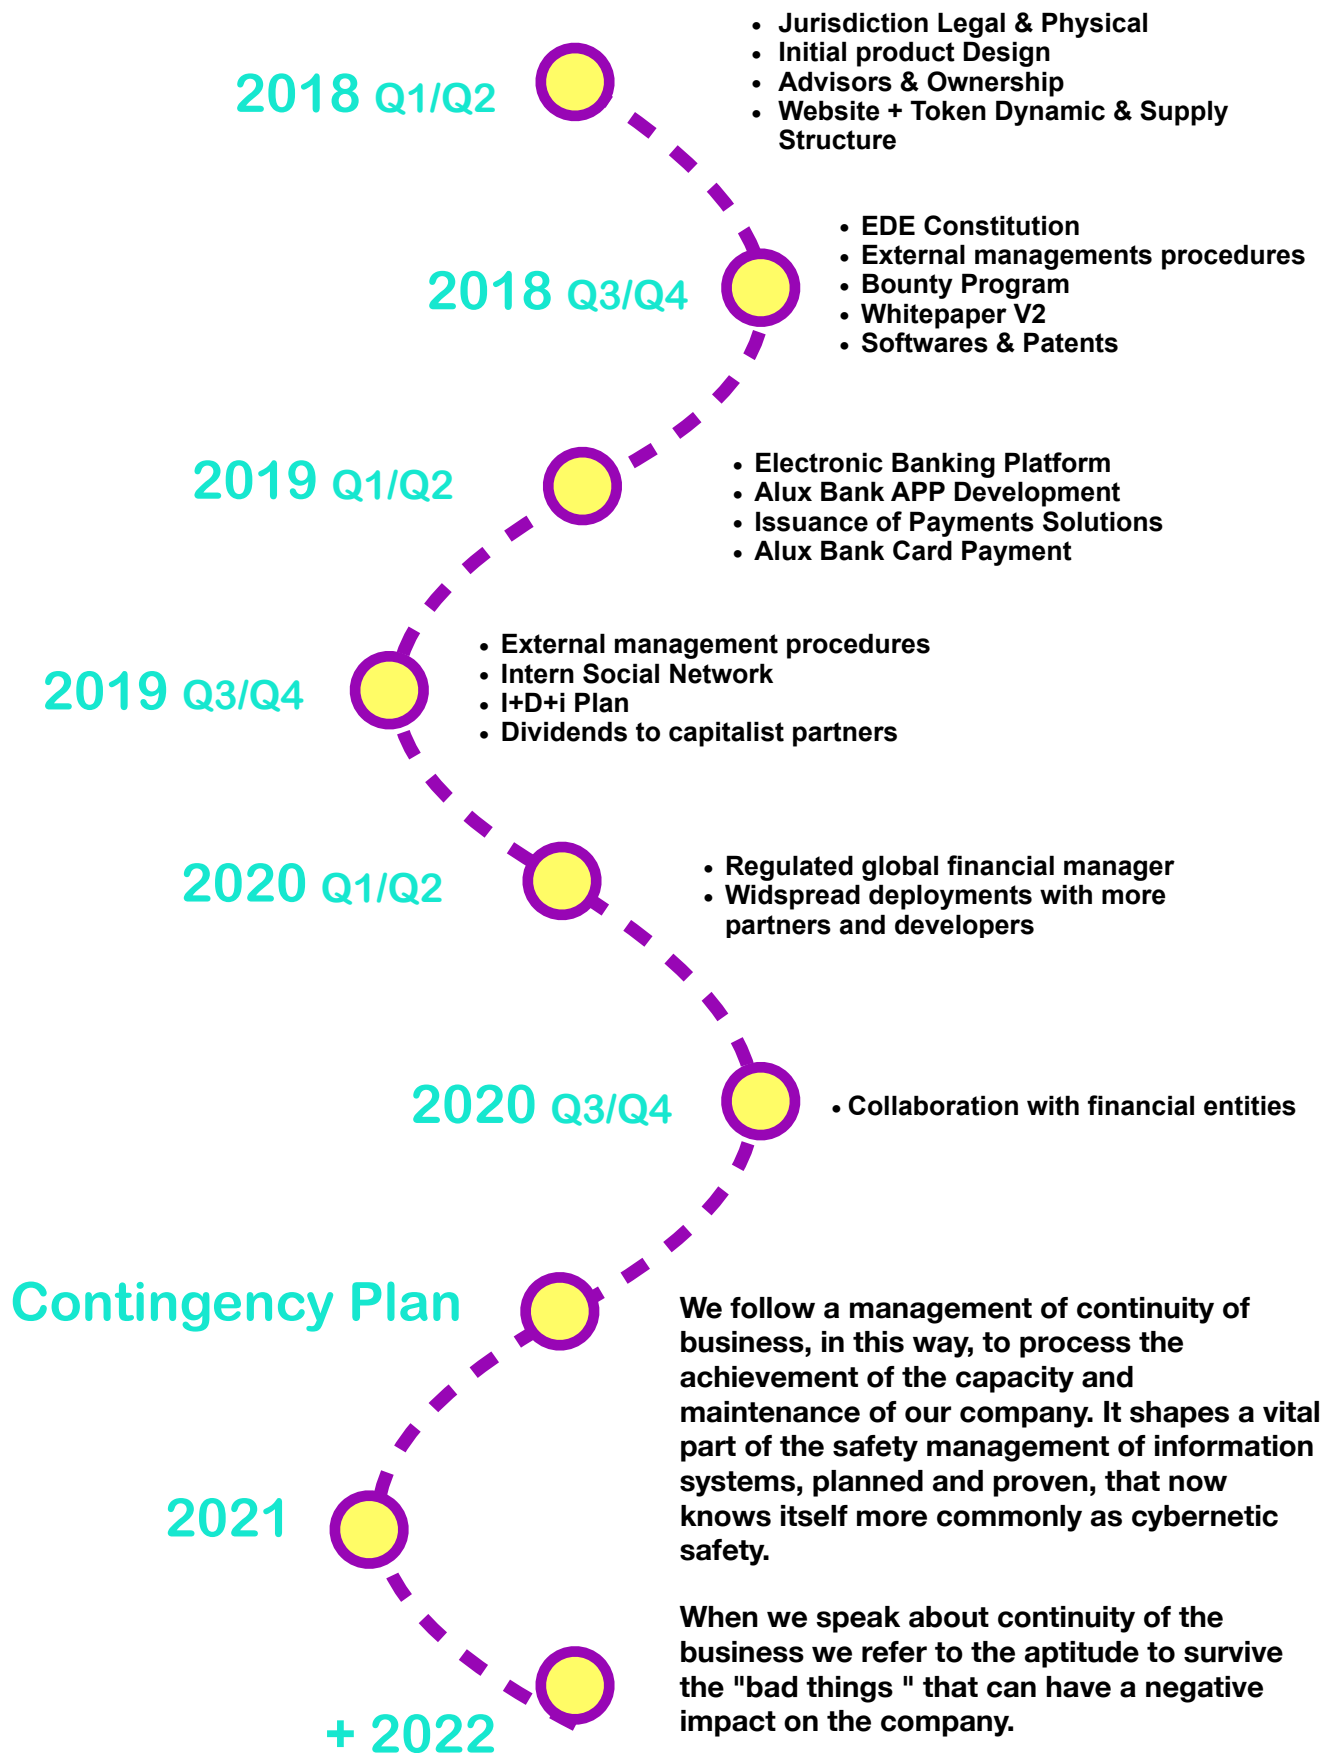 2018 Q1/Q2
• Jurisdiction Legal & Physical
• Initial product Design
• Advisors & Ownership
• Website + Token Dynamic & Supply
Structure
2018 Q3/Q4
• EDE Constitution
• External managements procedures
• Bounty Program
• Whitepaper V2
• Softwares & Patents
2019 Q1/Q2
• Electronic Banking Platform
• Alux Bank APP Development
• Issuance of Payments Solutions
• Alux Bank Card Payment
2019 Q3/Q4
• External management procedures
• Intern Social Network
• I+D+i Plan
• Dividends to capitalist partners
2020 Q1/Q2
• Regulated global financial manager
• Widspread deployments with more
partners and developers
2020 Q3/Q4
• Collaboration with financial entities
Contingency Plan
We follow a management of continuity of
business, in this way, to process the
achievement of the capacity and
maintenance of our company. It shapes a vital
part of the safety management of information
systems, planned and proven, that now
knows itself more commonly as cybernetic
safety.
When we speak about continuity of the
business we refer to the aptitude to survive
the "bad things " that can have a negative
impact on the company.
2021
+ 2022